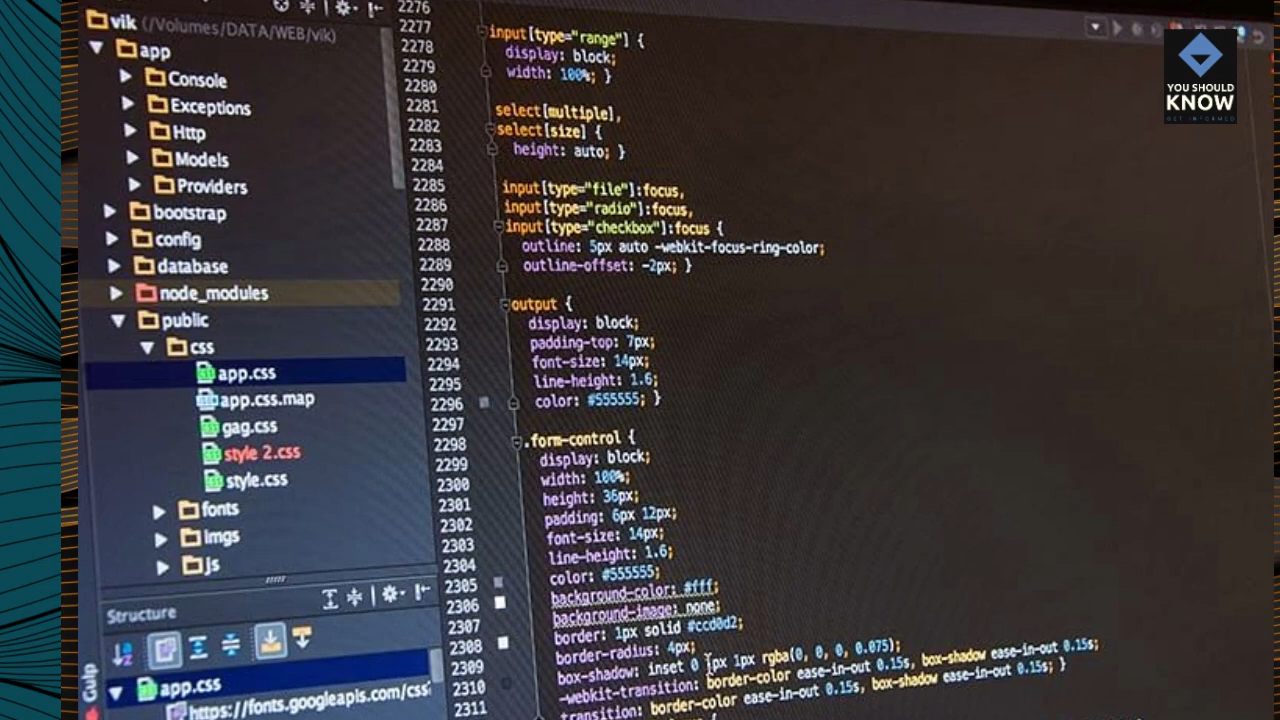 vik (/Volumes/DATA/WEB/vik)
app
Console
Exceptions
Http
Models
Providers
bootstrap
config
database
node_modules
public
css
app.css
app.css.map
gag.css
style 2.css
style.css
fonts
imgs
js
Structure
app.css
https://fonts.googleapis.com/css
Gulp
2276
2277
2278
2279
2280
2281
2282
2283
2284
2285
2286
2287
2288
2289
2290
2291
2292
2293
2294
2295
2296
2297
2298
2299
2300
2301
2302
2303
2304
2305
2306
2307
2308
2309
2310
2311
input[type="range"] {
display: block;
width: 100%; }
select[multiple],
select[size] {
height: auto; }
input[type="file"]:focus,
input[type="radio"]:focus,
input[type="checkbox"]:focus {
outline: 5px auto -webkit-focus-ring-color;
outline-offset: -2px; }
output {
display: block;
padding-top: 7px;
font-size: 14px;
line-height: 1.6;
color: #555555; }
.form-control {
display: block;
width: 100%;
height: 36px;
padding: 6px 12px;
font-size: 14px;
line-height: 1.6;
color: #555555;
background-color: #fff;
background-image: none;
border: 1px solid #ccd0d2;
border-radius: 4px;
box-shadow: inset 0 1px 1px rgba(0, 0, 0, 0.075);
-webkit-transition: border-color ease-in-out 0.15s, box-shadow ease-in-out 0.15s;
transition: border-color ease-in-out 0.15s, box-shadow ease-in-out 0.15s; }
YOU SHOULD
KNOW
GET INFORMED